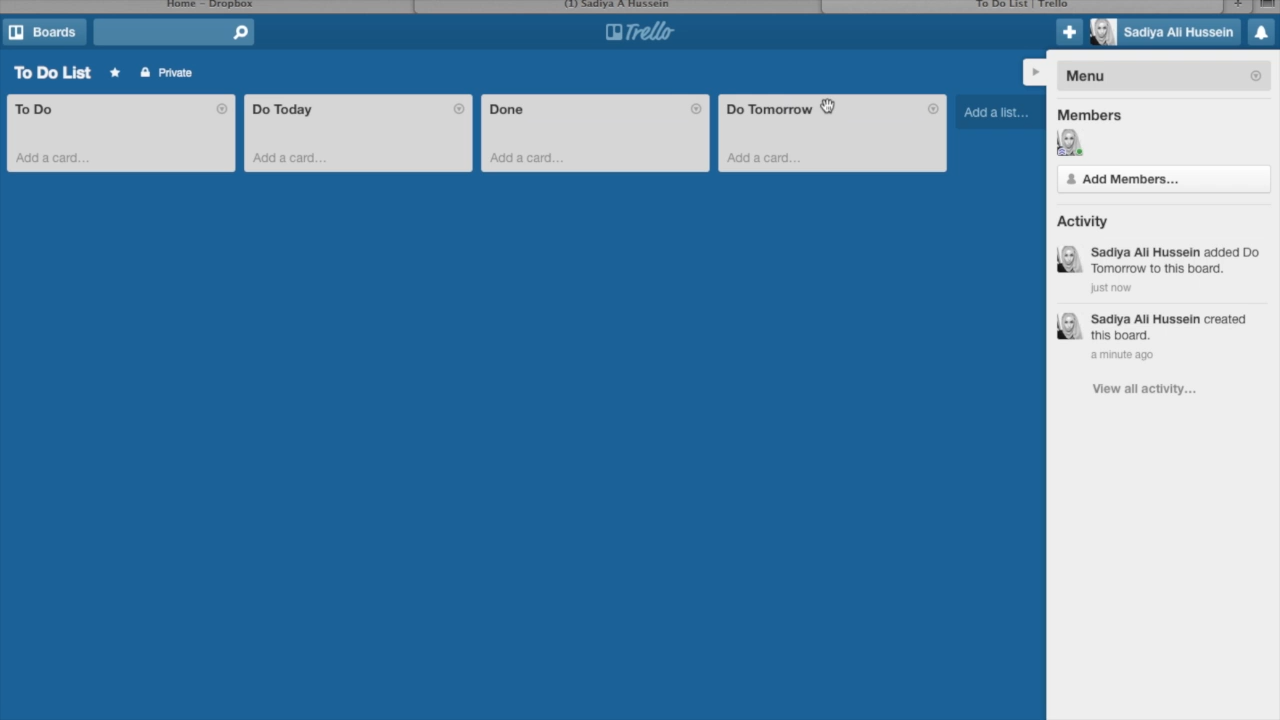 Home – Dropbox
(1) Sadiya A Hussein
To Do List | Trello
Boards
Trello
Sadiya Ali Hussein
To Do List
Private
Menu
To Do
Do Today
Done
Do Tomorrow
Add a list…
Add a card…
Add a card…
Add a card…
Add a card…
Members
Add Members…
Activity
Sadiya Ali Hussein added Do
Tomorrow to this board.
just now
Sadiya Ali Hussein created
this board.
a minute ago
View all activity…